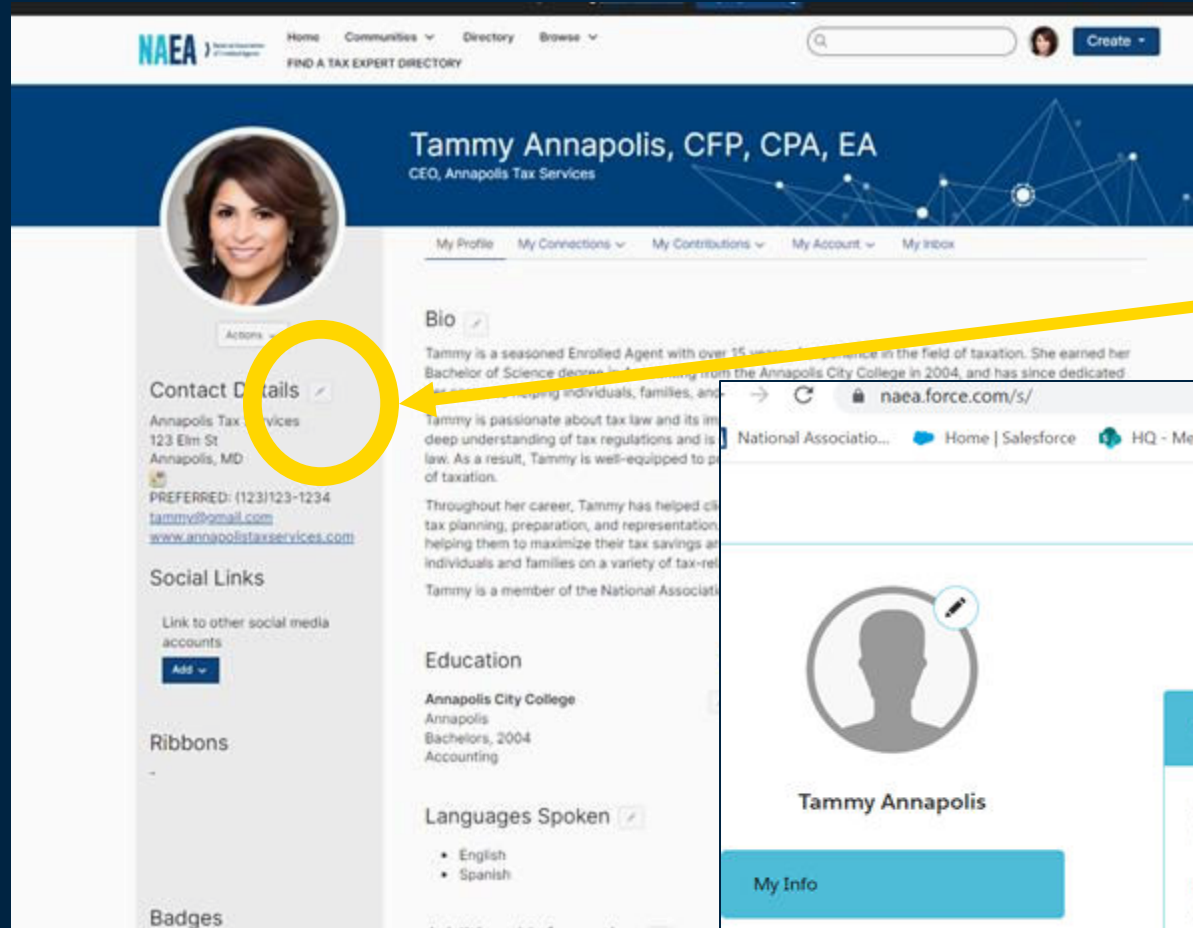 NAEA
Home Communities Directory Browse
FIND A TAX EXPERT DIRECTORY
Create
Tammy Annapolis, CFP, CPA, EA
CEO, Annapolis Tax Services
My Profile My Connections My Contributions My Account My Inbox
Actions
Bio
Tammy is a seasoned Enrolled Agent with over 15 years of experience in the field of taxation. She earned her
Bachelor of Science degree in Accounting from the Annapolis City College in 2004, and has since dedicated
helping individuals, families, and
Tammy is passionate about tax law and its
deep understanding of tax regulations and is
law. As a result, Tammy is well-equipped to
of taxation.
Throughout her career, Tammy has helped
tax planning, preparation, and representation,
helping them to maximize their tax savings
individuals and families on a variety of
Tammy is a member of the National
Contact Details
Annapolis Tax Services
123 Elm St
Annapolis, MD
PREFERRED: (123)123-1234
tammy@gmail.com
www.annapolistaxservices.com
Social Links
Link to other social media
accounts
Add
Ribbons
-
Badges
Education
Annapolis City College
Annapolis
Bachelors, 2004
Accounting
Languages Spoken
• English
• Spanish
naea.force.com/s/
National Associatio... Home | Salesforce HQ - Me
Tammy Annapolis
My Info